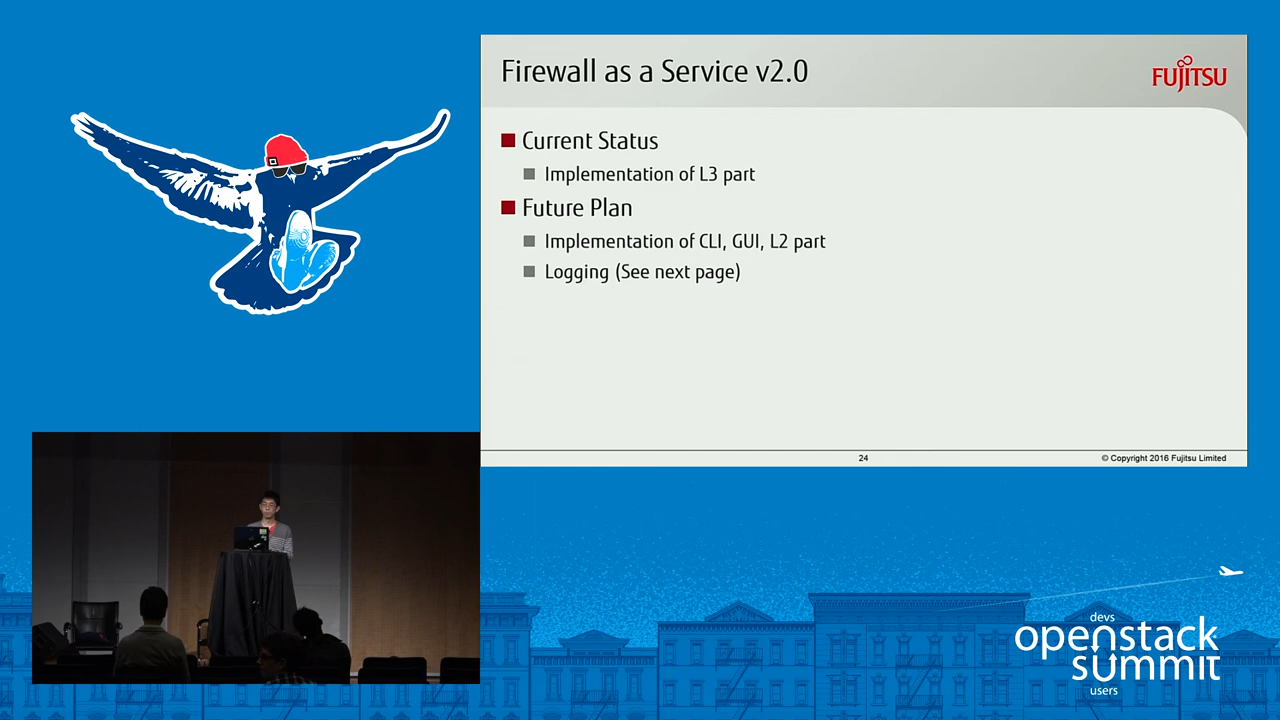 Firewall as a Service v2.0
FUJITSU
Current Status
Implementation of L3 part
Future Plan
Implementation of CLI, GUI, L2 part
Logging (See next page)
24
© Copyright 2016 Fujitsu Limited
devs
openstack
summit
users